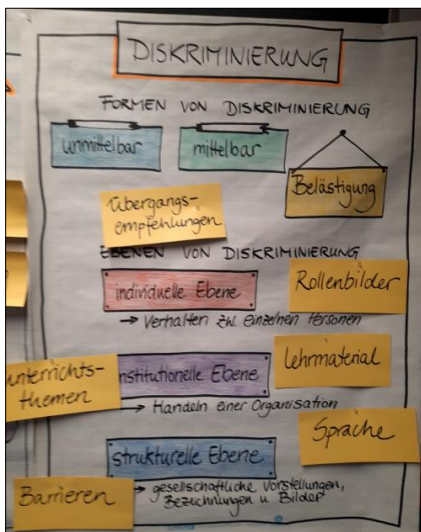 DISKRIMINIERUNG
FORMEN VON DISKRIMINIERUNG
unmittelbar
mittelbar
Belästigung
Übergangs-
empfehlungen
EBENEN VON DISKRIMINIERUNG
individuelle Ebene
Rollenbilder
→ Verhalten zw. einzelnen Personen
Lehrmaterial
unterrichts-
themen
nstitutionelle Ebene
→ Handeln einer Organisation
Sprache
strukturelle Ebene
Barrieren
→ gesellschaftliche Vorstellungen,
Bezeichnungen u Bilder